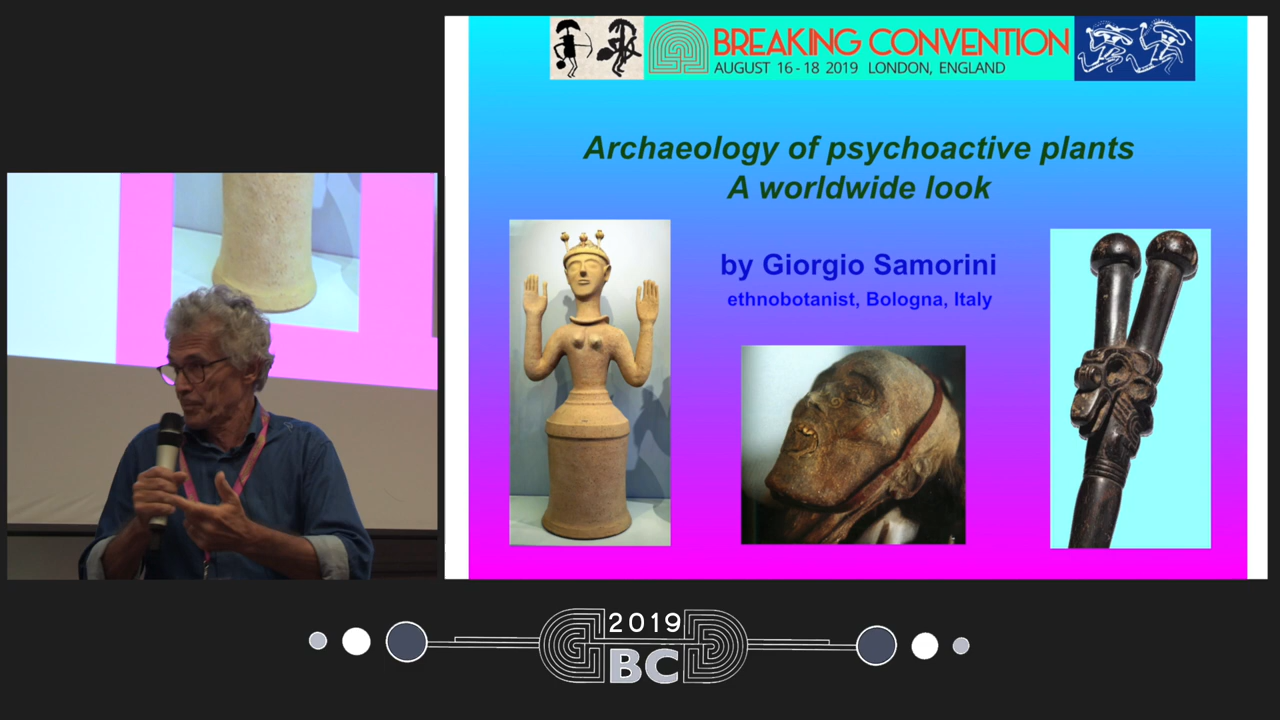 BREAKING CONVENTION
AUGUST 16 - 18 2019 LONDON, ENGLAND
Archaeology of psychoactive plants
A worldwide look
by Giorgio Samorini
ethnobotanist, Bologna, Italy
2019
BC